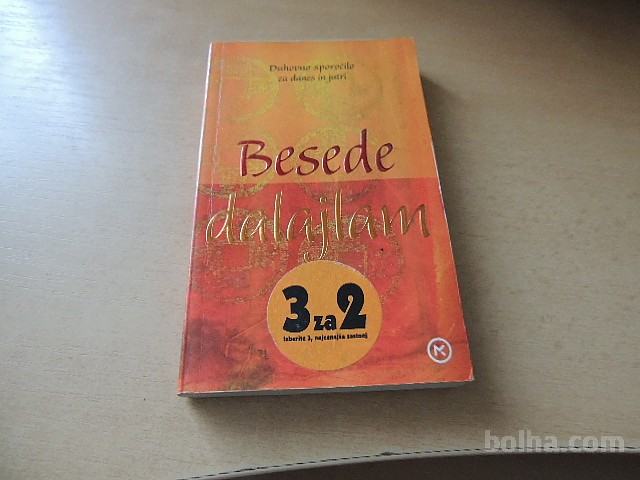 Duhovno sporočilo
za danes in jutri
Besede
dalajlam
3 za 2
Izberite 3, najcenejša zastonj
bolha.com